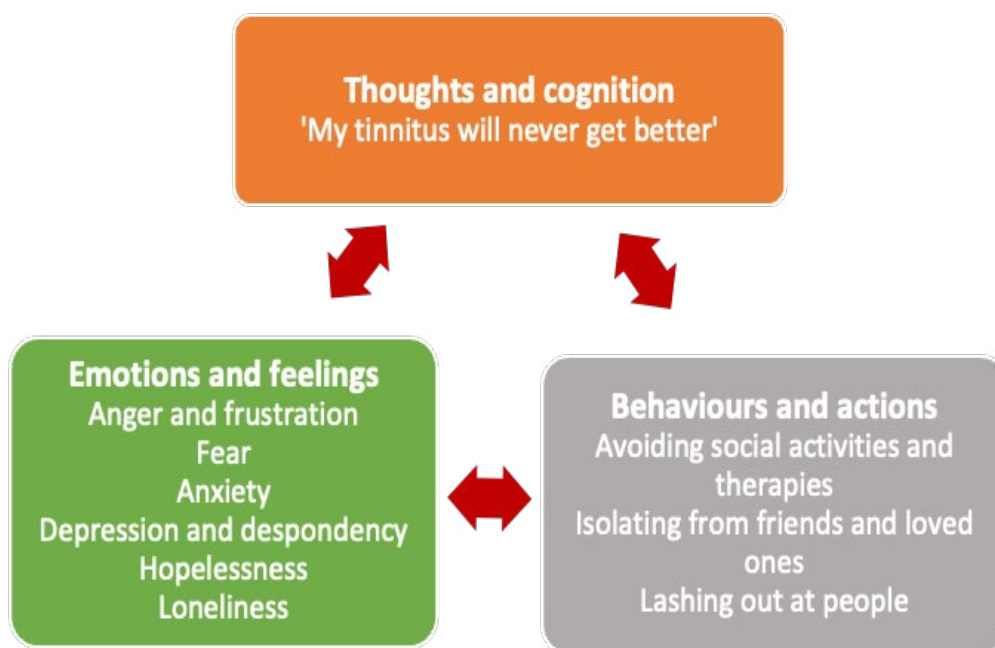 Thoughts and cognition
'My tinnitus will never get better'
Emotions and feelings
Anger and frustration
Fear
Anxiety
Depression and despondency
Hopelessness
Loneliness
Behaviours and actions
Avoiding social activities and
therapies
Isolating from friends and loved
ones
Lashing out at people